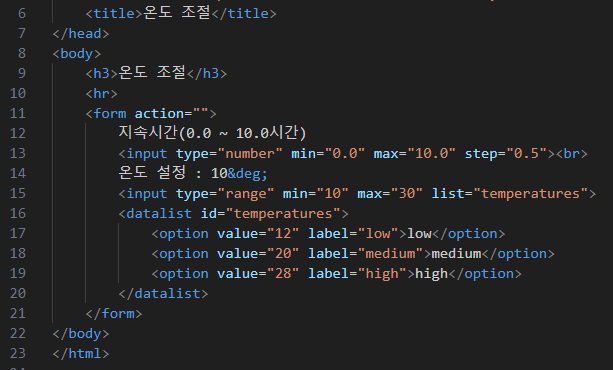 6 <title>온도 조절</title>
7 </head>
8 <body>
9 <h3>온도 조절</h3>
10 <hr>
11 <form action="">
12 지속시간(0.0 ~ 10.0시간)
13 <input type="number" min="0.0" max="10.0" step="0.5"><br>
14 온도 설정 : 10&deg;
15 <input type="range" min="10" max="30" list="temperatures">
16 <datalist id="temperatures">
17 <option value="12" label="low">low</option>
18 <option value="20" label="medium">medium</option>
19 <option value="28" label="high">high</option>
20 </datalist>
21 </form>
22 </body>
23 </html>